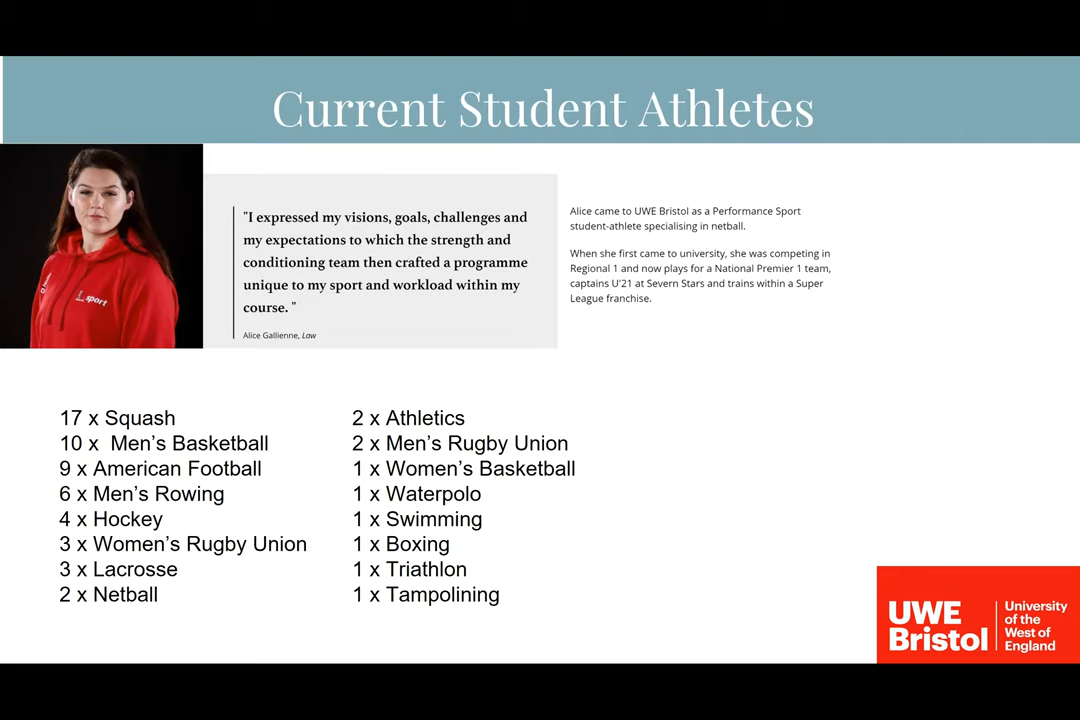 Current Student Athletes
"I expressed my visions, goals, challenges and
my expectations to which the strength and
conditioning team then crafted a programme
unique to my sport and workload within my
course. "
Alice Gallienne, Law
Alice came to UWE Bristol as a Performance Sport
student-athlete specialising in netball.
When she first came to university, she was competing in
Regional 1 and now plays for a National Premier 1 team,
captains U'21 at Severn Stars and trains within a Super
League franchise.
sport
17 x Squash
10 x  Men's Basketball
9 x American Football
6 x Men's Rowing
4 x Hockey
3 x Women's Rugby Union
3 x Lacrosse
2 x Netball
2 x Athletics
2 x Men's Rugby Union
1 x Women's Basketball
1 x Waterpolo
1 x Swimming
1 x Boxing
1 x Triathlon
1 x Tampolining
UWE
Bristol
University
of the
West of
England